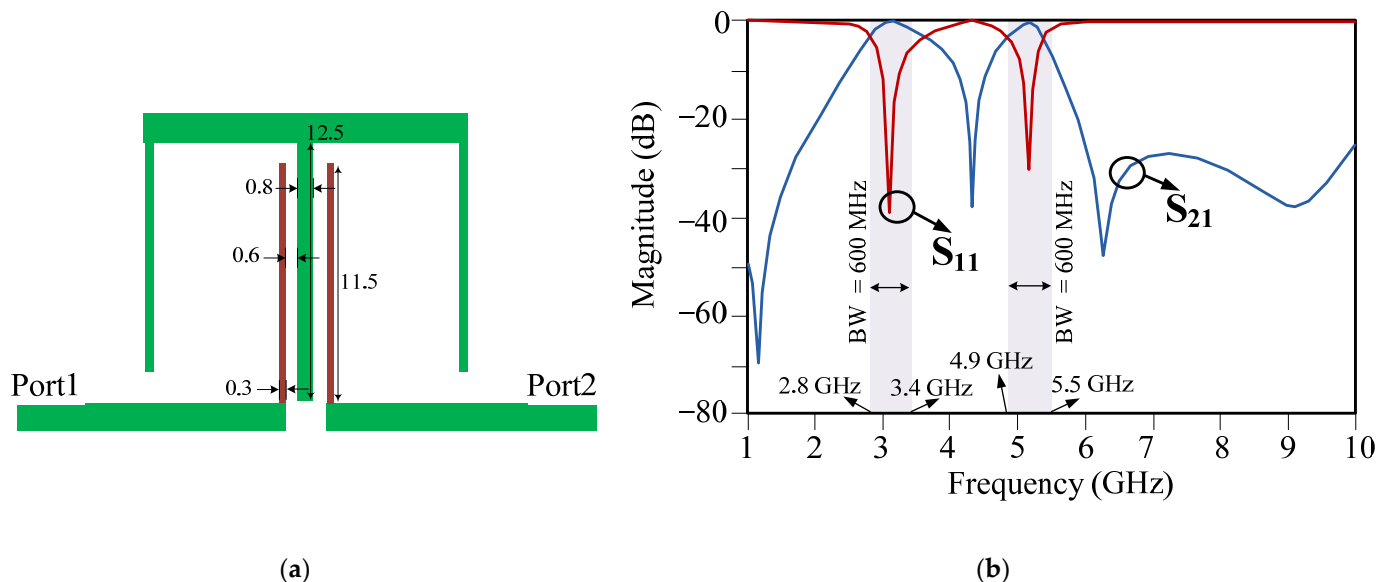 12.5
0.8
0.6
11.5
0.3
Port1
Port2
(a)
Magnitude (dB)
0
−20
−40
−60
−80
S11
S21
BW = 600 MHz
BW = 600 MHz
2.8 GHz
3.4 GHz
4.9 GHz
5.5 GHz
1 2 3 4 5 6 7 8 9 10
Frequency (GHz)
(b)